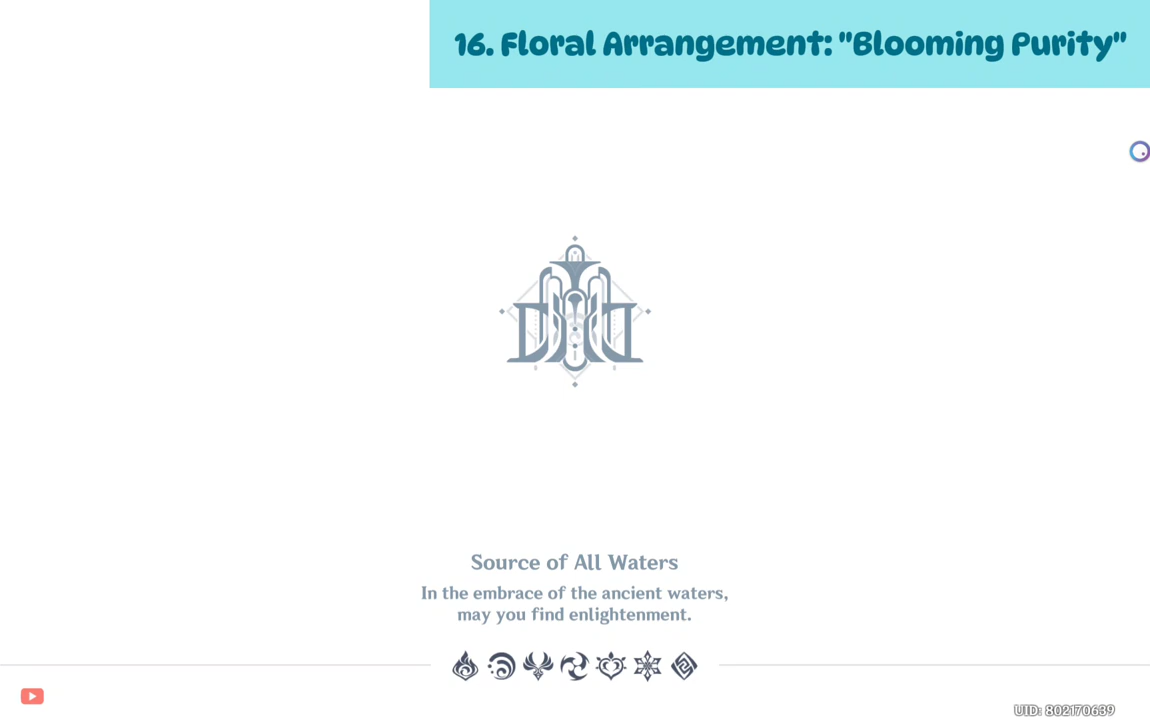 16. Floral Arrangement: "Blooming Purity"
Source of All Waters
In the embrace of the ancient waters,
may you find enlightenment.
UID: 802170639